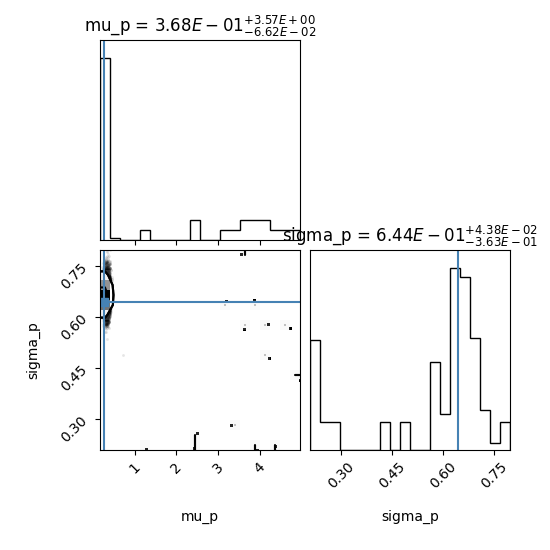 mu_p = 3.68E − 01+3.57E+00 −6.62E−02
sigma_p = 6.44E − 01+4.38E−02 −3.63E−01
0.75
0.60
0.45
0.30
sigma_p
1 2 3 4
0.30 0.45 0.60 0.75
mu_p
sigma_p